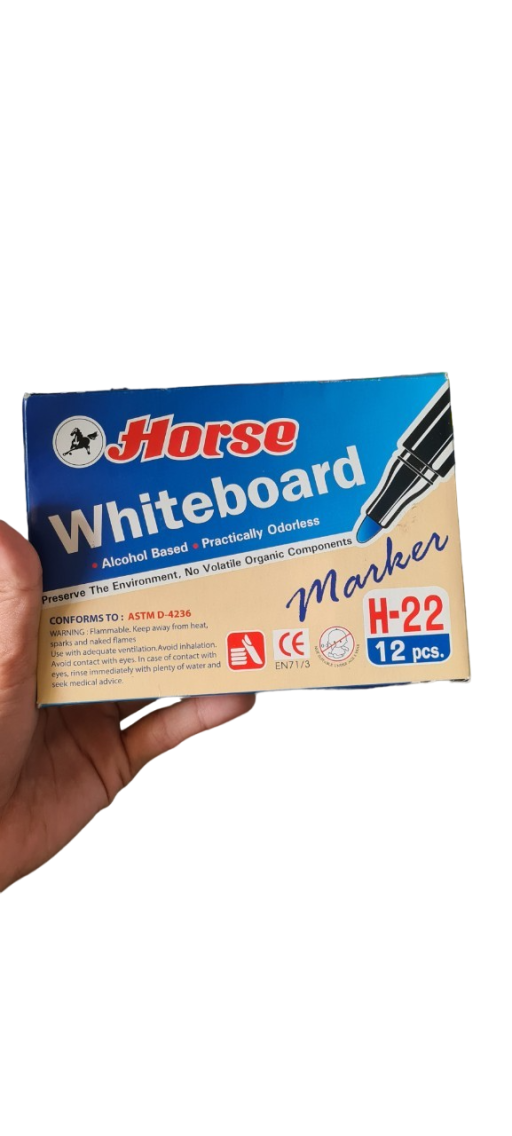 Horse
Whiteboard
• Alcohol Based • Practically Odorless
Preserve The Environment, No Volatile Organic Components
Marker
H-22
12 pcs.
CONFORMS TO : ASTM D-4236
WARNING : Flammable. Keep away from heat,
sparks and naked flames
Use with adequate ventilation.Avoid inhalation.
Avoid contact with eyes. In case of contact with
eyes, rinse immediately with plenty of water and
seek medical advice.
CE
EN71/3